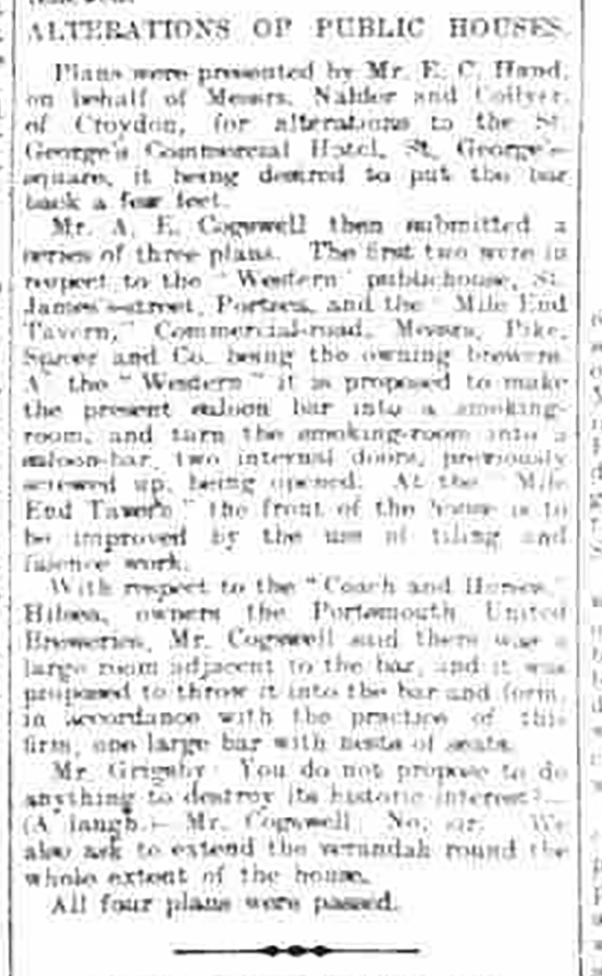 ALTERATIONS OF PUBLIC HOUSES.
Plans were presented by Mr. E. C. Hand,
on behalf of Messrs. Nalder and Collyer,
of Croydon, for alterations to the St.
George's Commercial Hotel, St. George's-
square, it being desired to put the bar
back a few feet.
Mr. A. E. Cogswell then submitted a
series of three plans. The first two were in
respect to the "Western" publichouse, St.
James's-street, Portsea, and the "Mile End
Tavern," Commercial-road, Messrs. Pike,
Spicer and Co. being the owning brewers.
At the "Western" it is proposed to make
the present saloon bar into a smoking-
room, and turn the smoking-room into a
saloon-bar, two internal doors, previously
screwed up, being opened. At the "Mile
End Tavern" the front of the house is to
be improved by the use of tiling and
faience work.
With respect to the "Coach and Horses,"
Hilsea, owners the Portsmouth United
Breweries, Mr. Cogswell said there was a
large room adjacent to the bar, and it was
proposed to throw it into the bar and form,
in accordance with the practice of this
firm, one large bar with nests of seats.
Mr. Grigsby: You do not propose to do
anything to destroy its historic interest?—
(A laugh.)— Mr. Cogswell: No, sir. We
also ask to extend the verandah round the
whole extent of the house.
All four plans were passed.